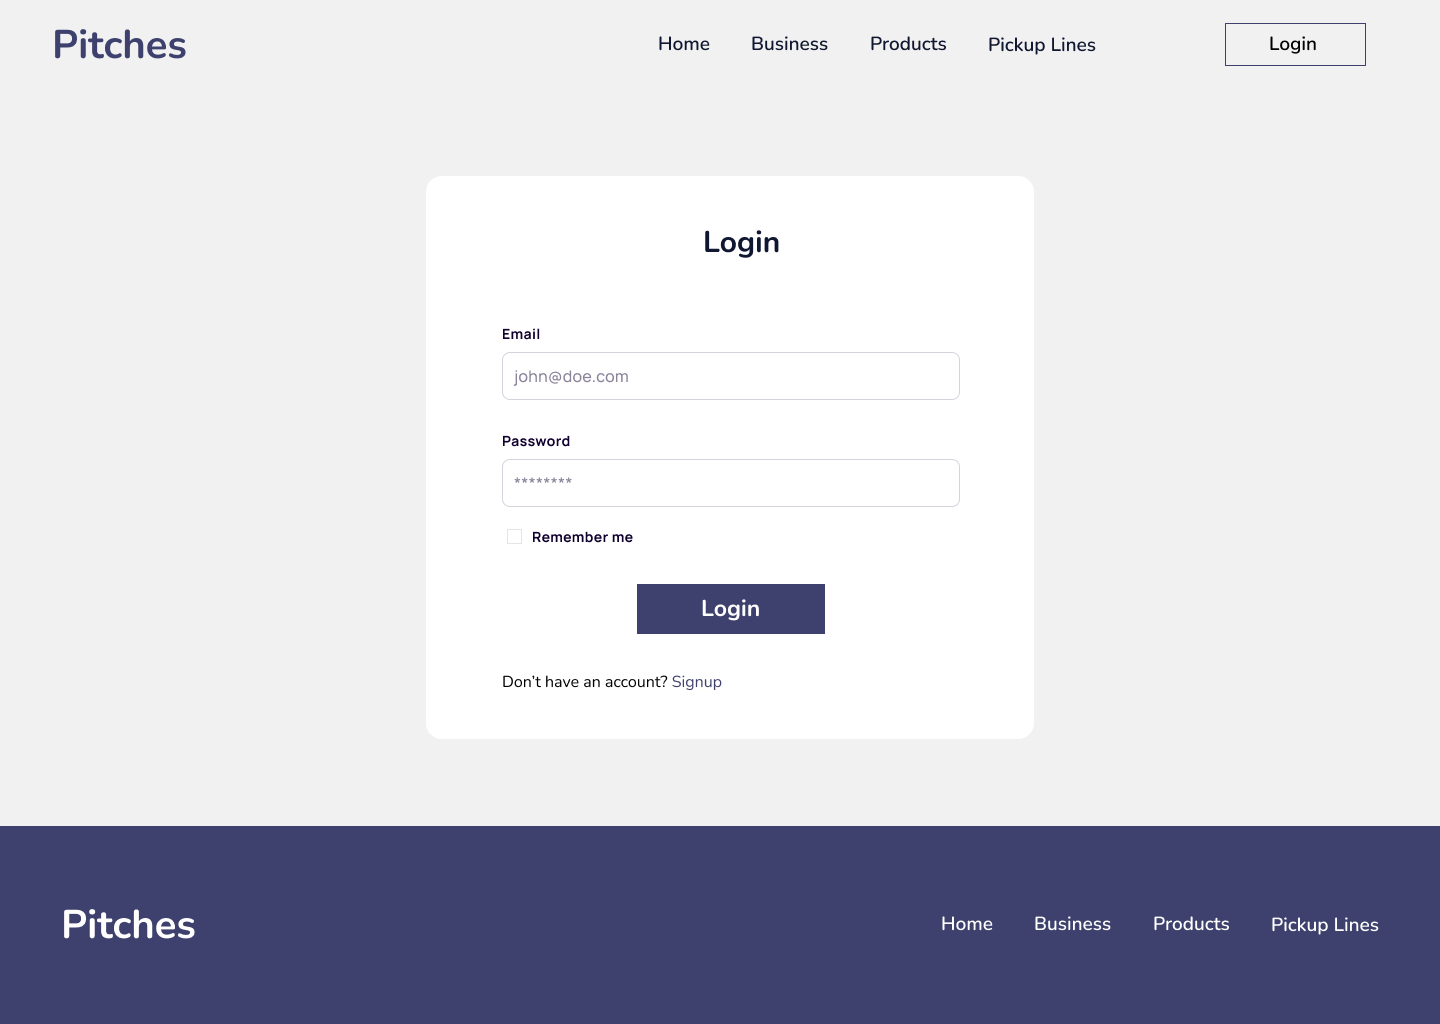 Pitches
Home Business Products Pickup Lines Login
Login
Email
john@doe.com
Password
********
Remember me
Login
Don't have an account? Signup
Pitches
Home Business Products Pickup Lines